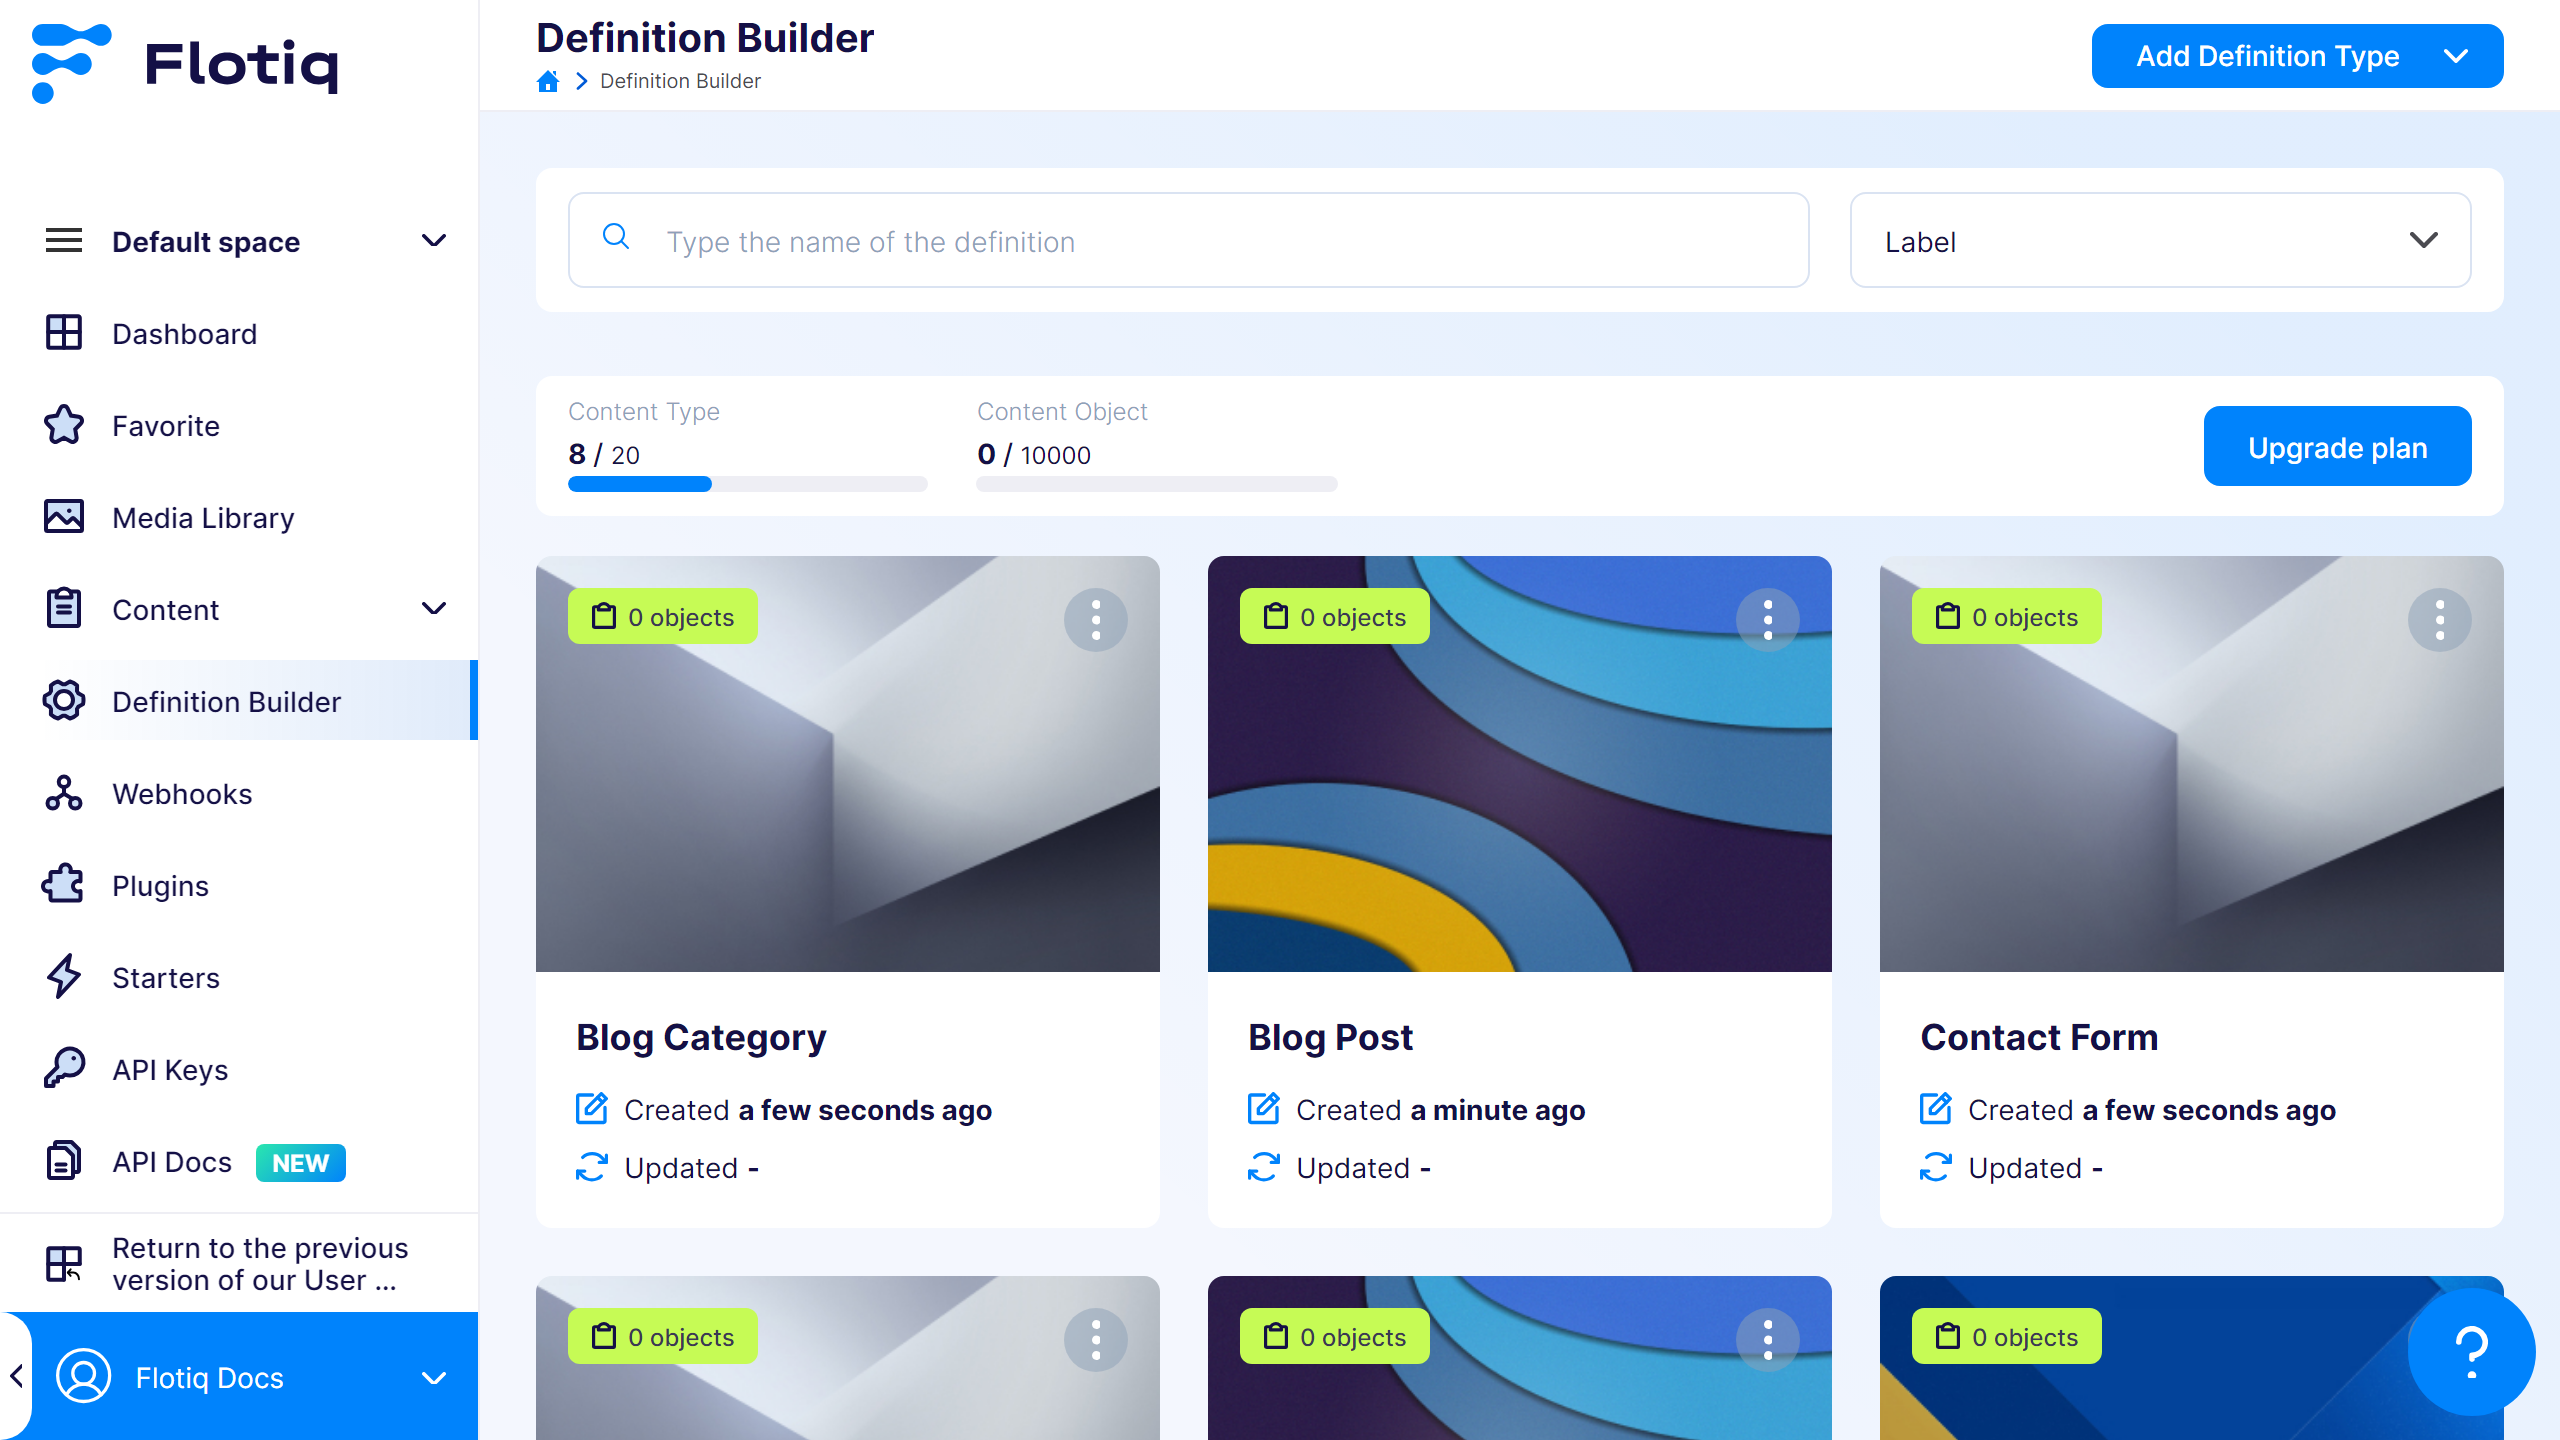 Flotiq
Default space
Dashboard
Favorite
Media Library
Content
Definition Builder
Webhooks
Plugins
Starters
API Keys
API Docs NEW
Return to the previous
version of our User ...
Flotiq Docs
Definition Builder
Definition Builder
Add Definition Type
Type the name of the definition
Label
Content Type
8 / 20
Content Object
0 / 10000
Upgrade plan
0 objects
Blog Category
Created a few seconds ago
Updated -
0 objects
Blog Post
Created a minute ago
Updated -
0 objects
Contact Form
Created a few seconds ago
Updated -
0 objects
0 objects
0 objects
?